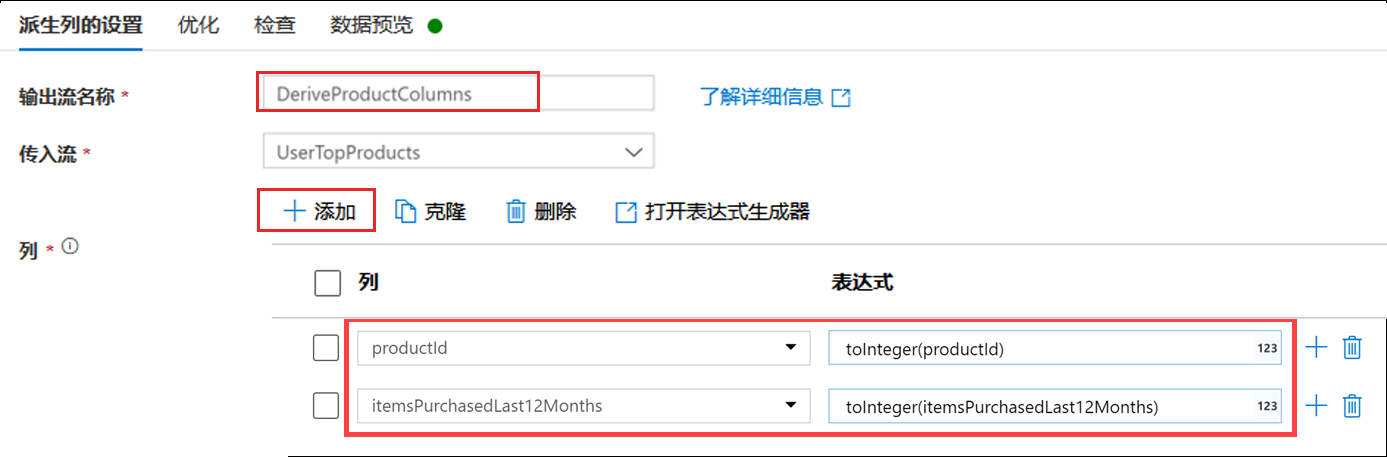 派生列的设置 优化 检查 数据预览
输出流名称 * DeriveProductColumns 了解详细信息
传入流 * UserTopProducts
添加 克隆 删除 打开表达式生成器
列 *
列 表达式
productId toInteger(productId) 123
itemsPurchasedLast12Months toInteger(itemsPurchasedLast12Months) 123